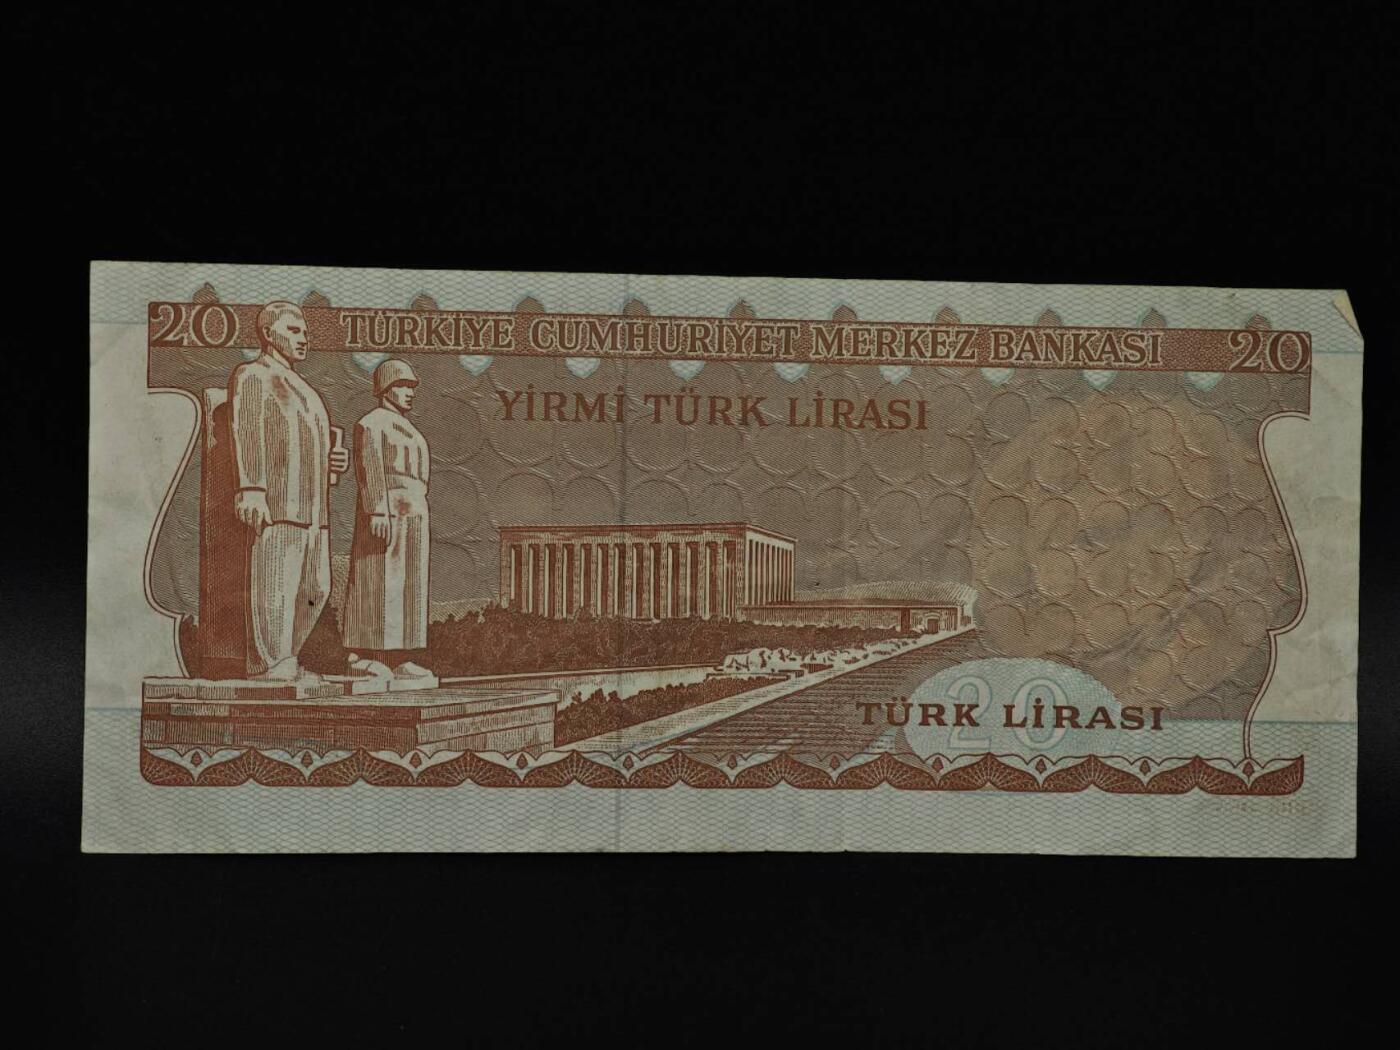 20 TÜRKİYE CUMHURİYET MERKEZ BANKASI 20
YİRMİ TÜRK LİRASI
20
TÜRK LİRASI